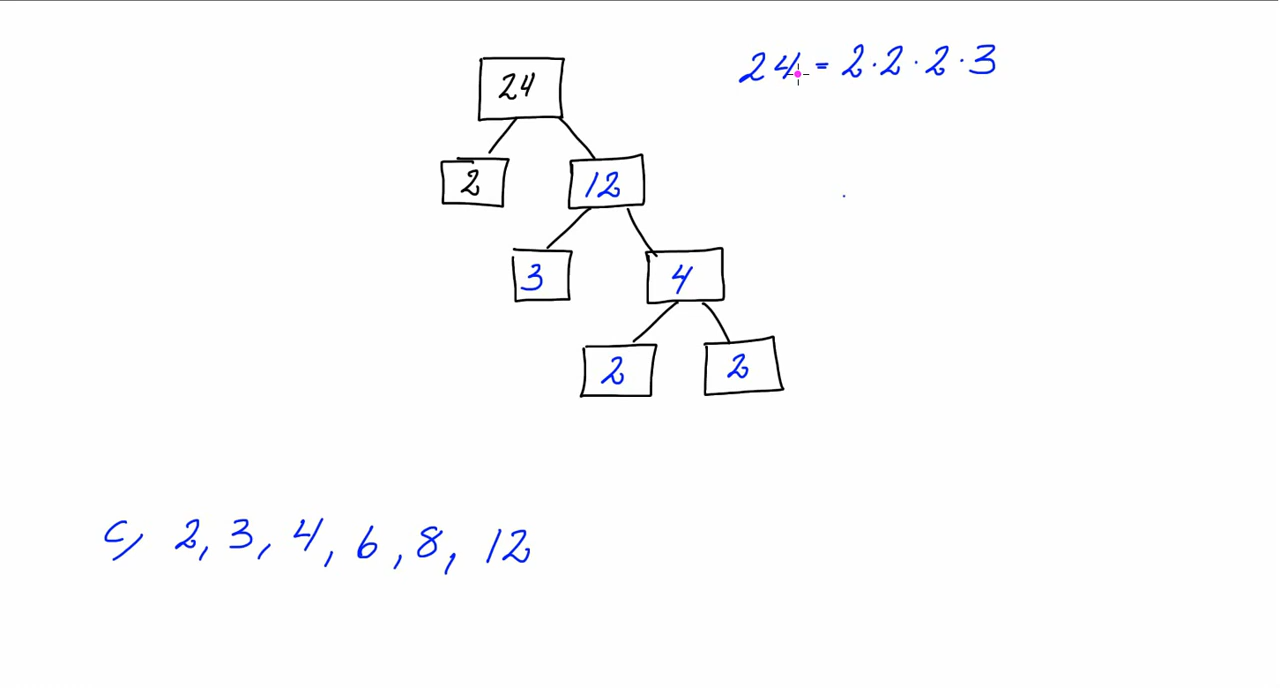 24 = 2 · 2 · 2 · 3
24
2 12
3 4
2 2
c, 2, 3, 4, 6, 8, 12